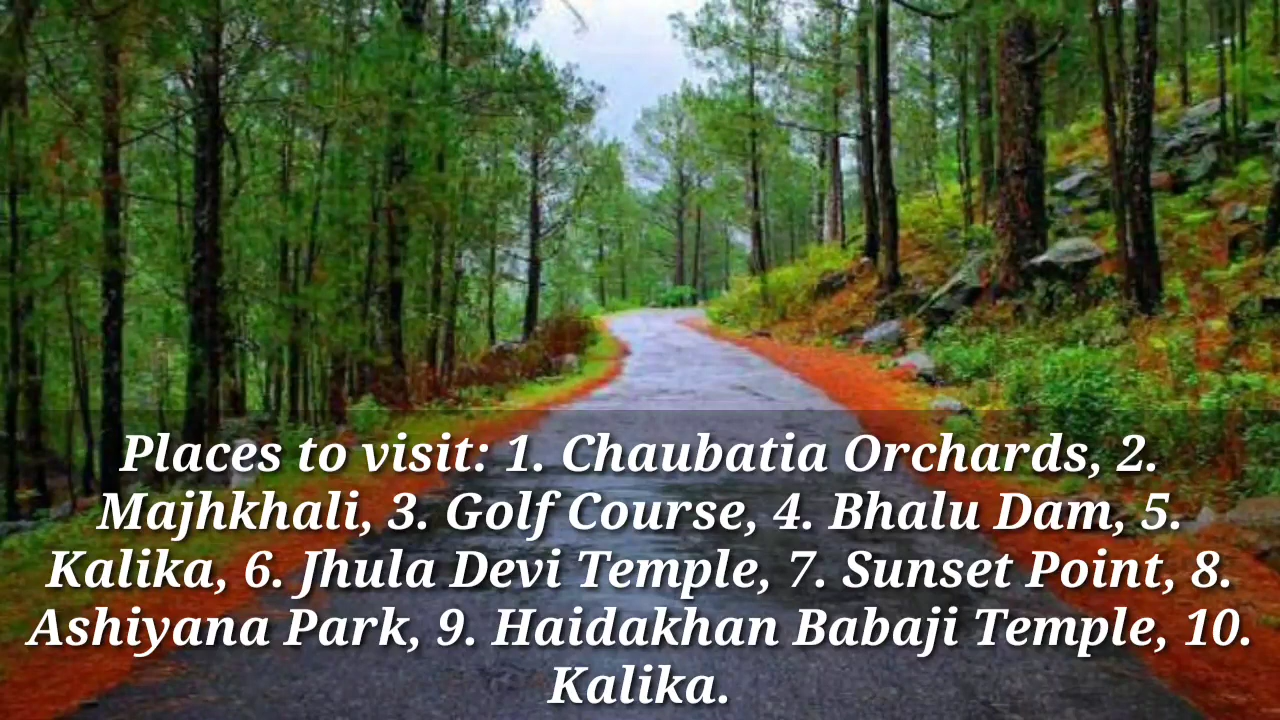 Places to visit: 1. Chaubatia Orchards, 2.
Majhkhali, 3. Golf Course, 4. Bhalu Dam, 5.
Kalika, 6. Jhula Devi Temple, 7. Sunset Point, 8.
Ashiyana Park, 9. Haidakhan Babaji Temple, 10.
Kalika.